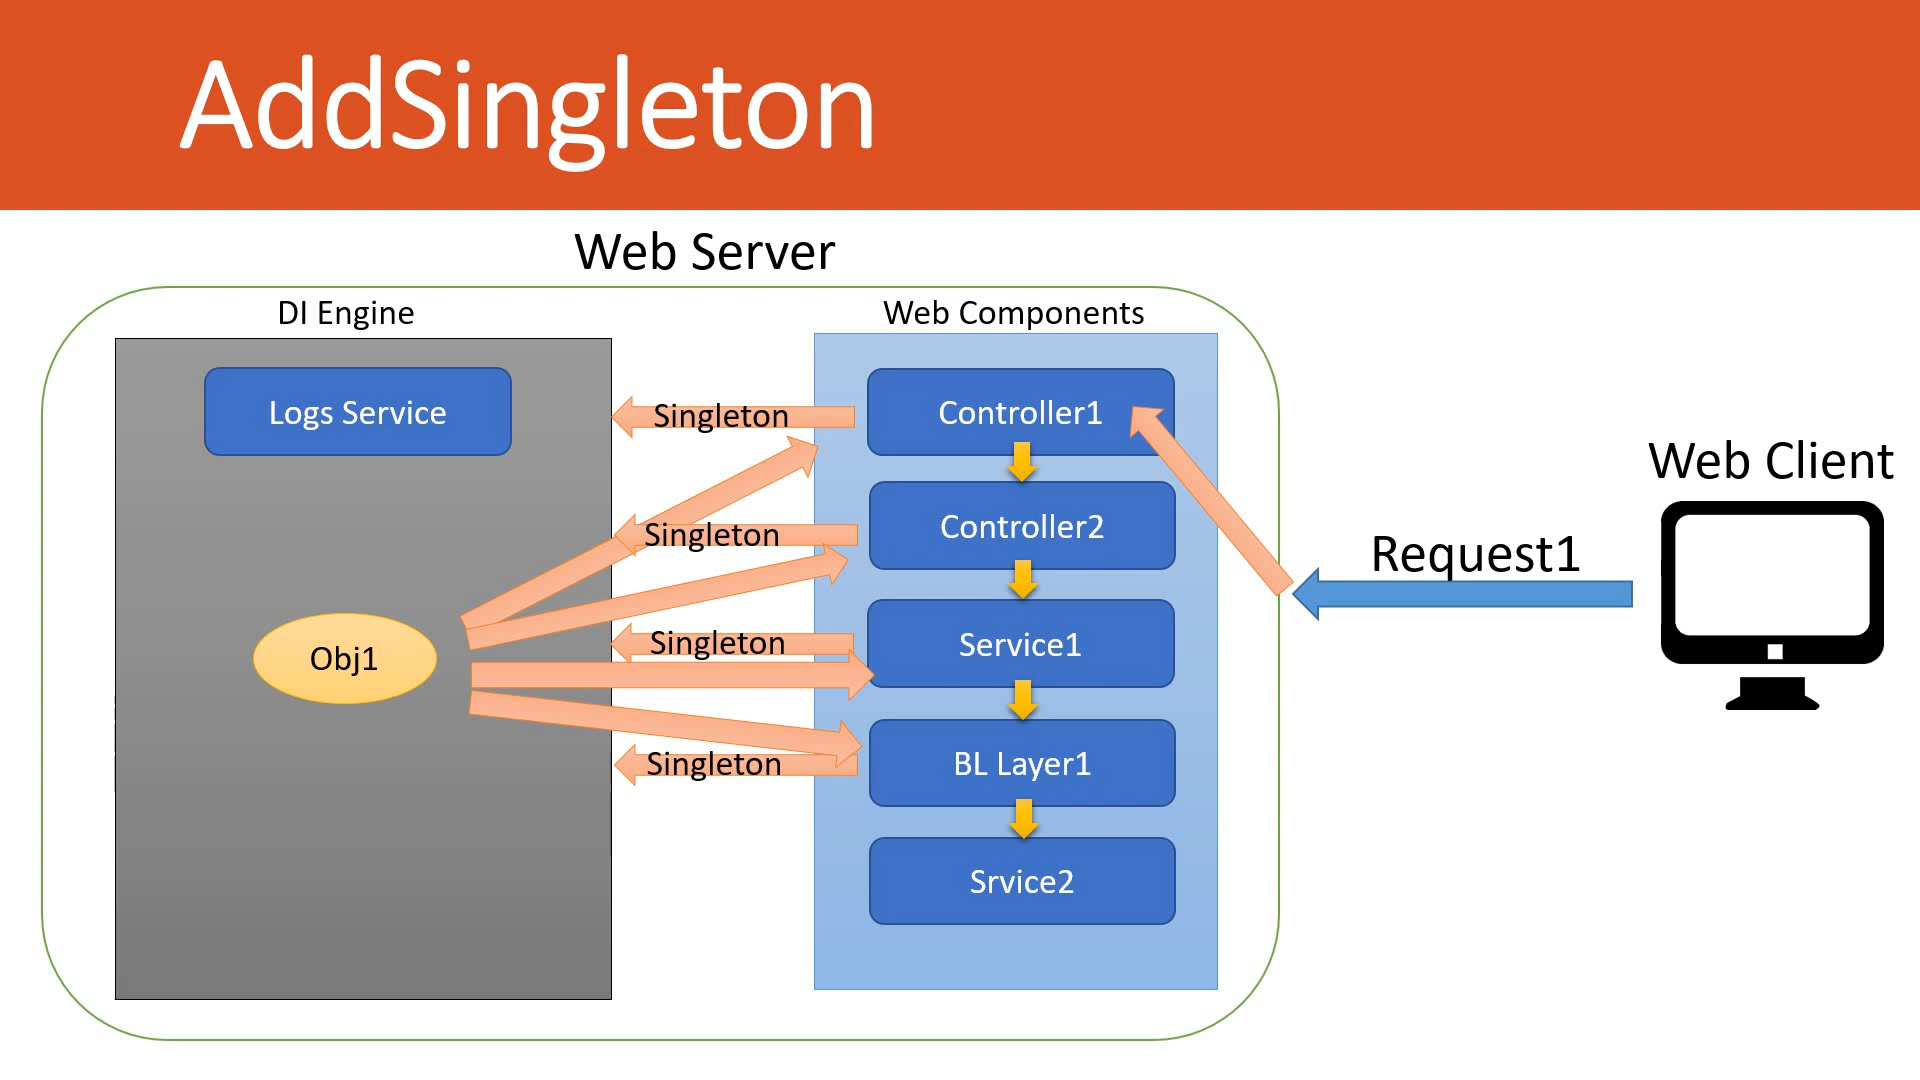 AddSingleton
Web Server
DI Engine
Web Components
Logs Service
Singleton
Controller1
Web Client
Singleton
Controller2
Request1
Obj1
Singleton
Service1
Singleton
BL Layer1
Srvice2